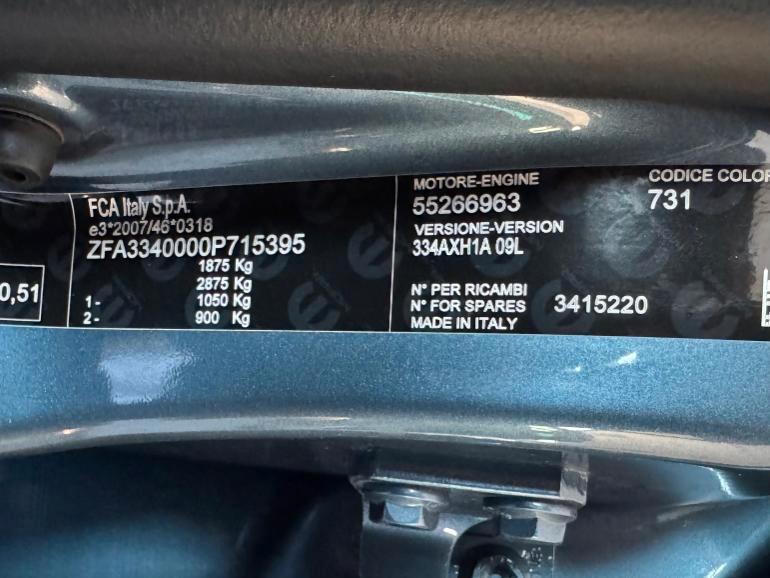 0,51
FCA Italy S.p.A.
e3*2007/46*0318
ZFA3340000P715395
1875 Kg
2875 Kg
1- 1050 Kg
2- 900 Kg
MOTORE-ENGINE
55266963
VERSIONE-VERSION
334AXH1A 09L
N° PER RICAMBI
N° FOR SPARES 3415220
MADE IN ITALY
CODICE COLOR
731